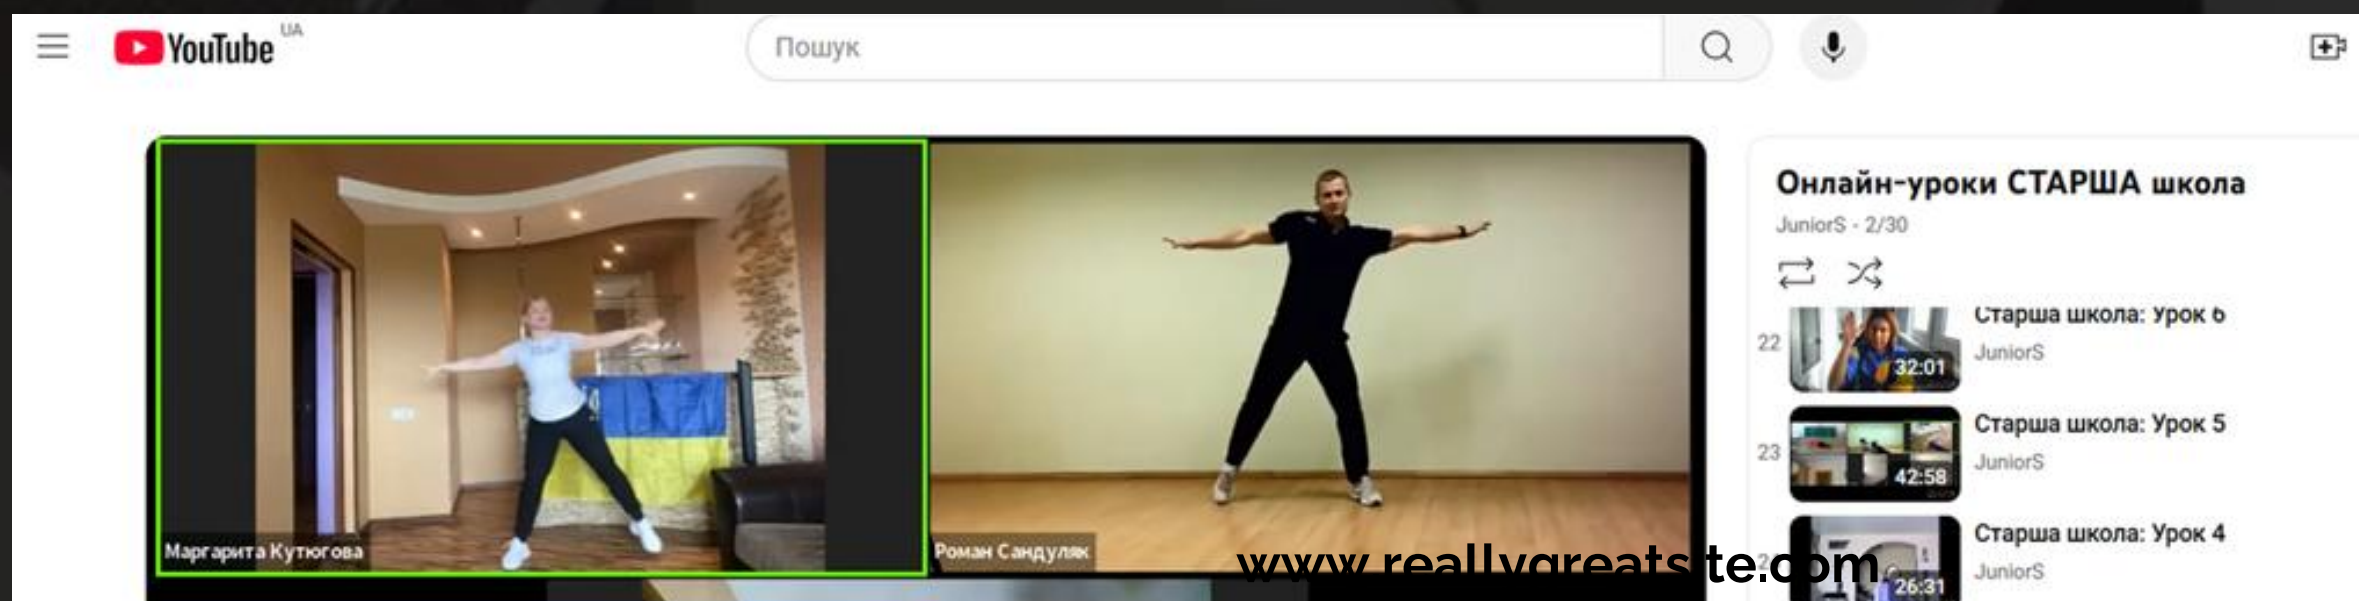 YouTube UA
Пошук
Маргарита Кутюгова
Роман Сандуляк
www.reallygreatsite.com
Онлайн-уроки СТАРША школа
JuniorS - 2/30
22
32:01
Старша школа: Урок 6
JuniorS
23
42:58
Старша школа: Урок 5
JuniorS
26:31
Старша школа: Урок 4
JuniorS